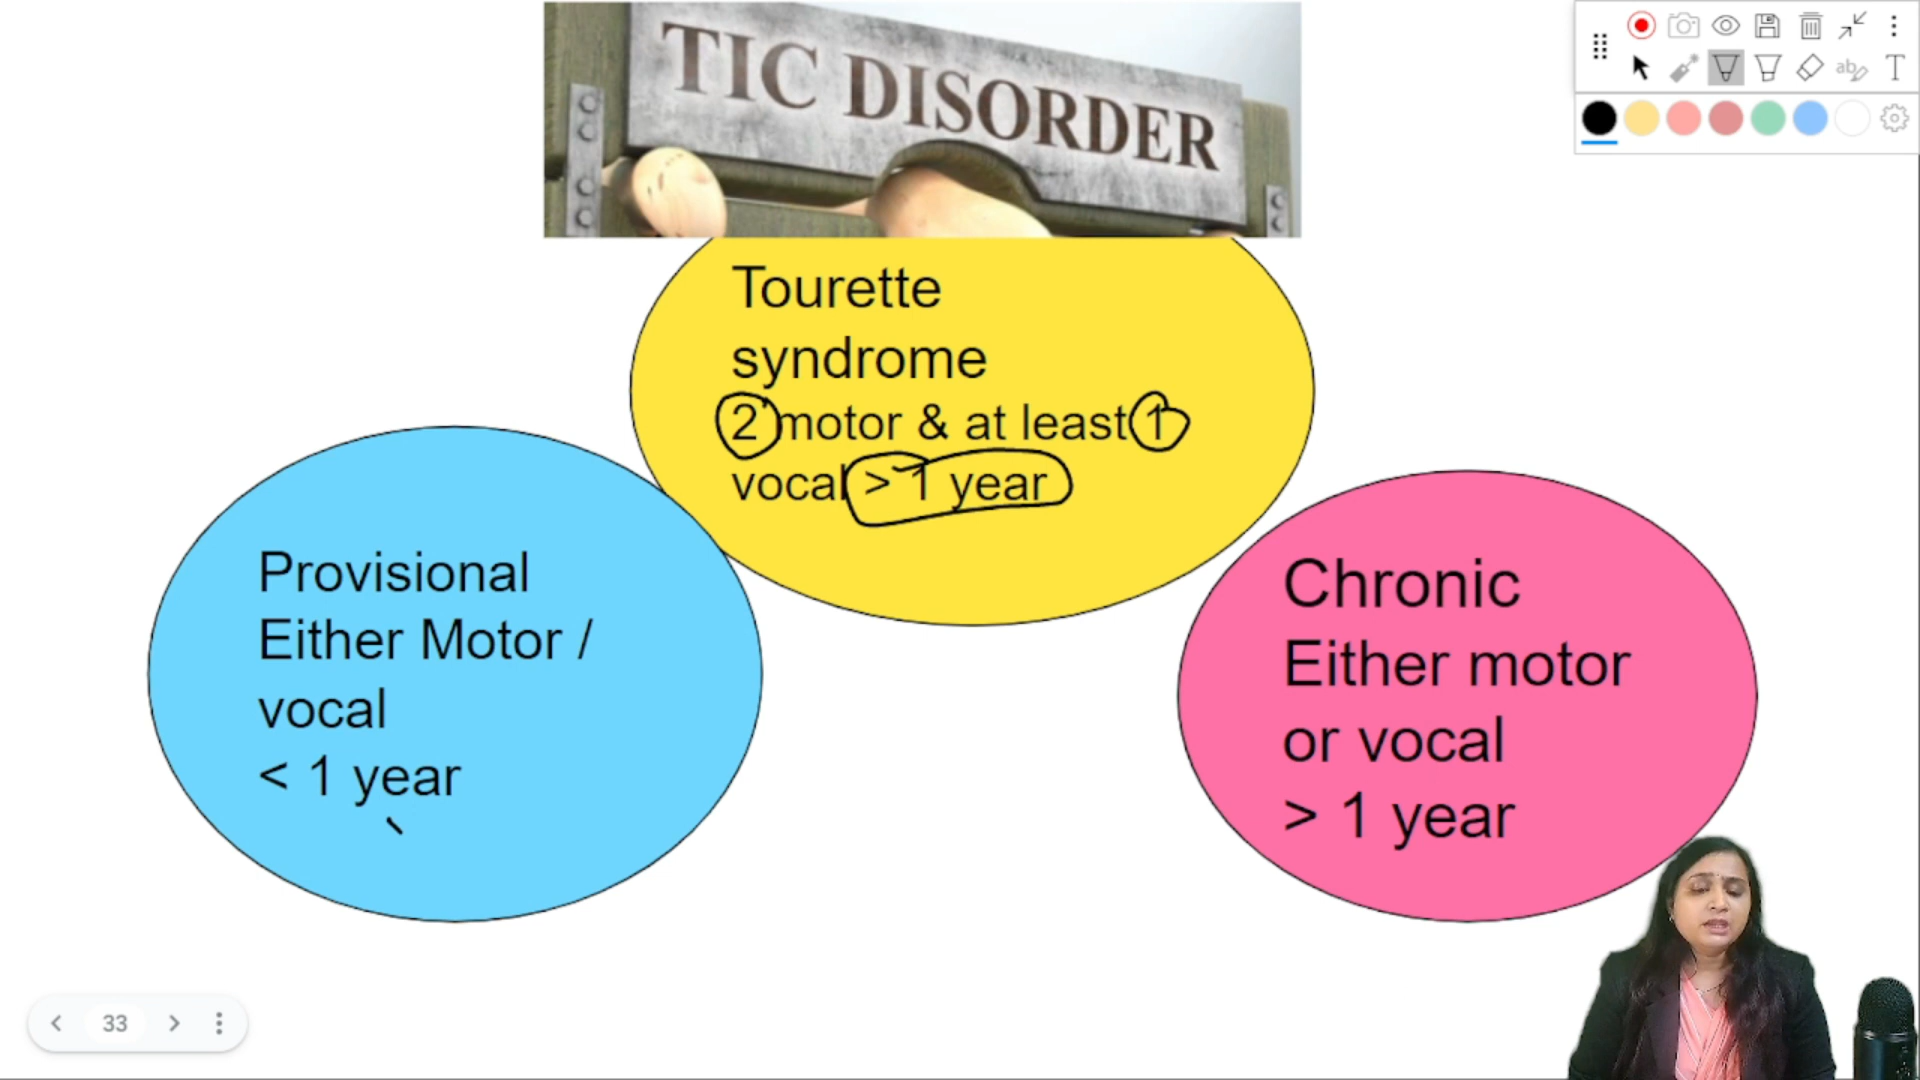 TIC DISORDER
Tourette
syndrome
2 motor & at least 1
vocal > 1 year
Provisional
Either Motor /
vocal
< 1 year
Chronic
Either motor
or vocal
> 1 year
ab
T
33